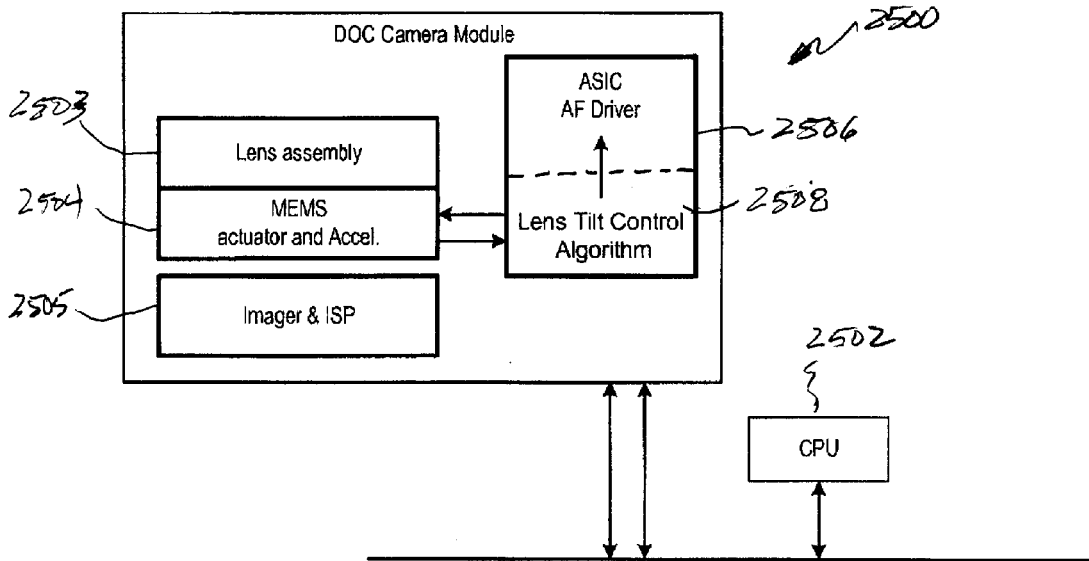 2500
DOC Camera Module
ASIC
AF Driver
2503
2506
Lens assembly
2504
MEMS
actuator and Accel.
2508
Lens Tilt Control
Algorithm
2505
Imager & ISP
2502
CPU